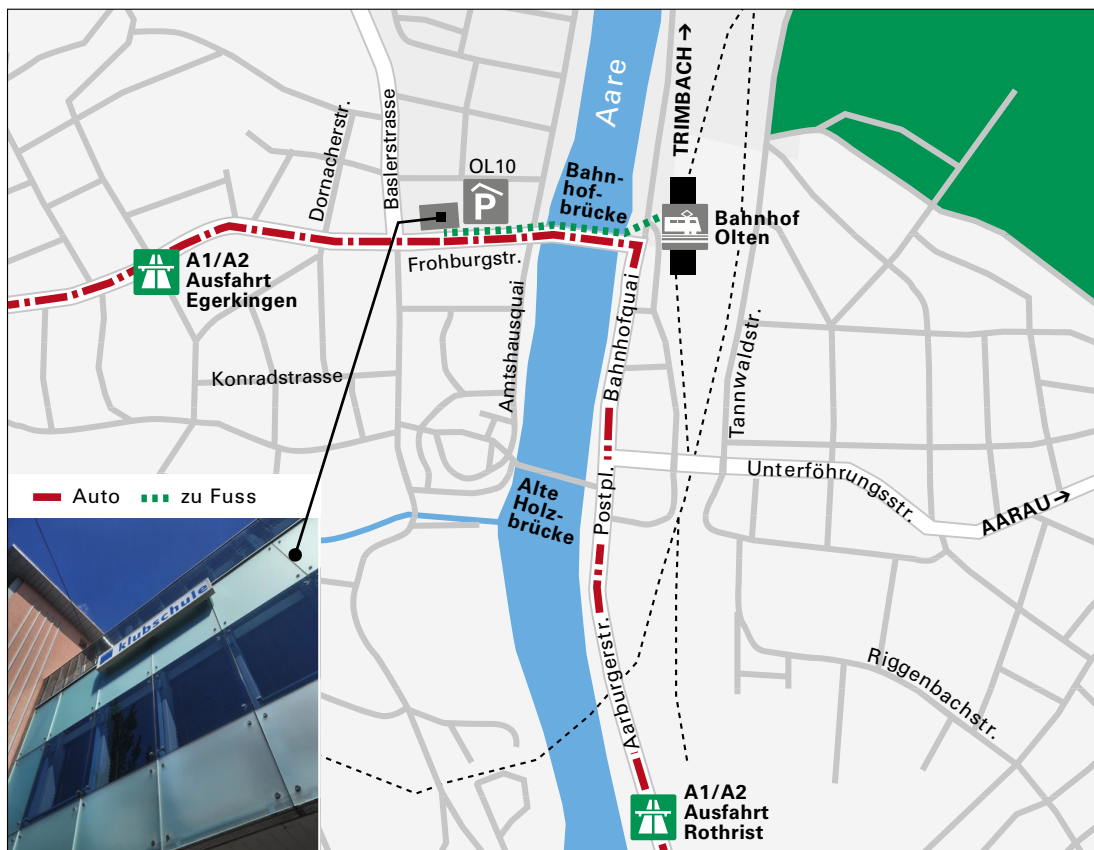 Aare
TRIMBACH →
Dornacherstr.
Baslerstrasse
OL10
P
Bahn-
hof-
brücke
Bahnhof
Olten
A1/A2
Ausfahrt
Egerkingen
Frohburgstr.
Amtshausquai
Bahnhofquai
Tannwaldstr.
Konradstrasse
Unterföhrungsstr.
AARAU →
Auto
zu Fuss
Alte
Holz-
brücke
Postpl.
klubschule
Aarburgerstr.
Riggenbachstr.
A1/A2
Ausfahrt
Rothrist